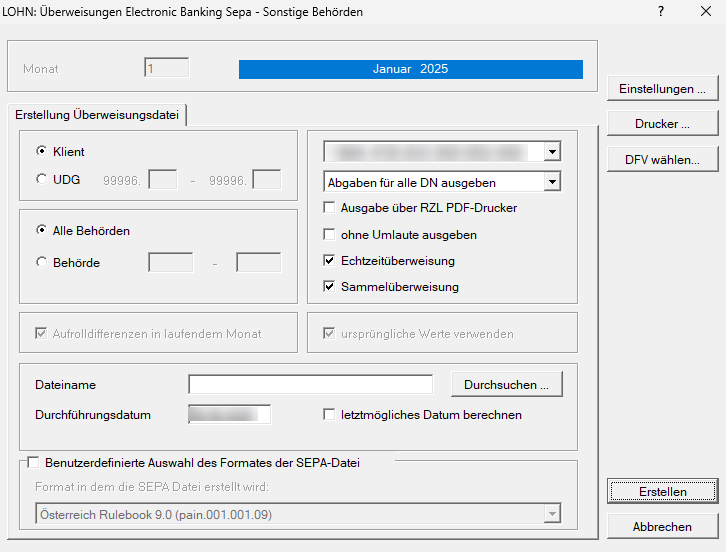 LOHN: Überweisungen Electronic Banking Sepa - Sonstige Behörden
Monat 1 Januar 2025
Einstellungen ...
Drucker ...
DFV wählen...
Erstellung Überweisungsdatei
Klient
UDG 99996. - 99996.
Abgaben für alle DN ausgeben
Ausgabe über RZL PDF-Drucker
ohne Umlaute ausgeben
Echtzeitüberweisung
Sammelüberweisung
Alle Behörden
Behörde -
Aufrolldifferenzen in laufendem Monat
ursprüngliche Werte verwenden
Dateiname
Durchsuchen ...
Durchführungsdatum
letztmögliches Datum berechnen
Benutzerdefinierte Auswahl des Formates der SEPA-Datei
Format in dem die SEPA Datei erstellt wird:
Österreich Rulebook 9.0 (pain.001.001.09)
Erstellen
Abbrechen